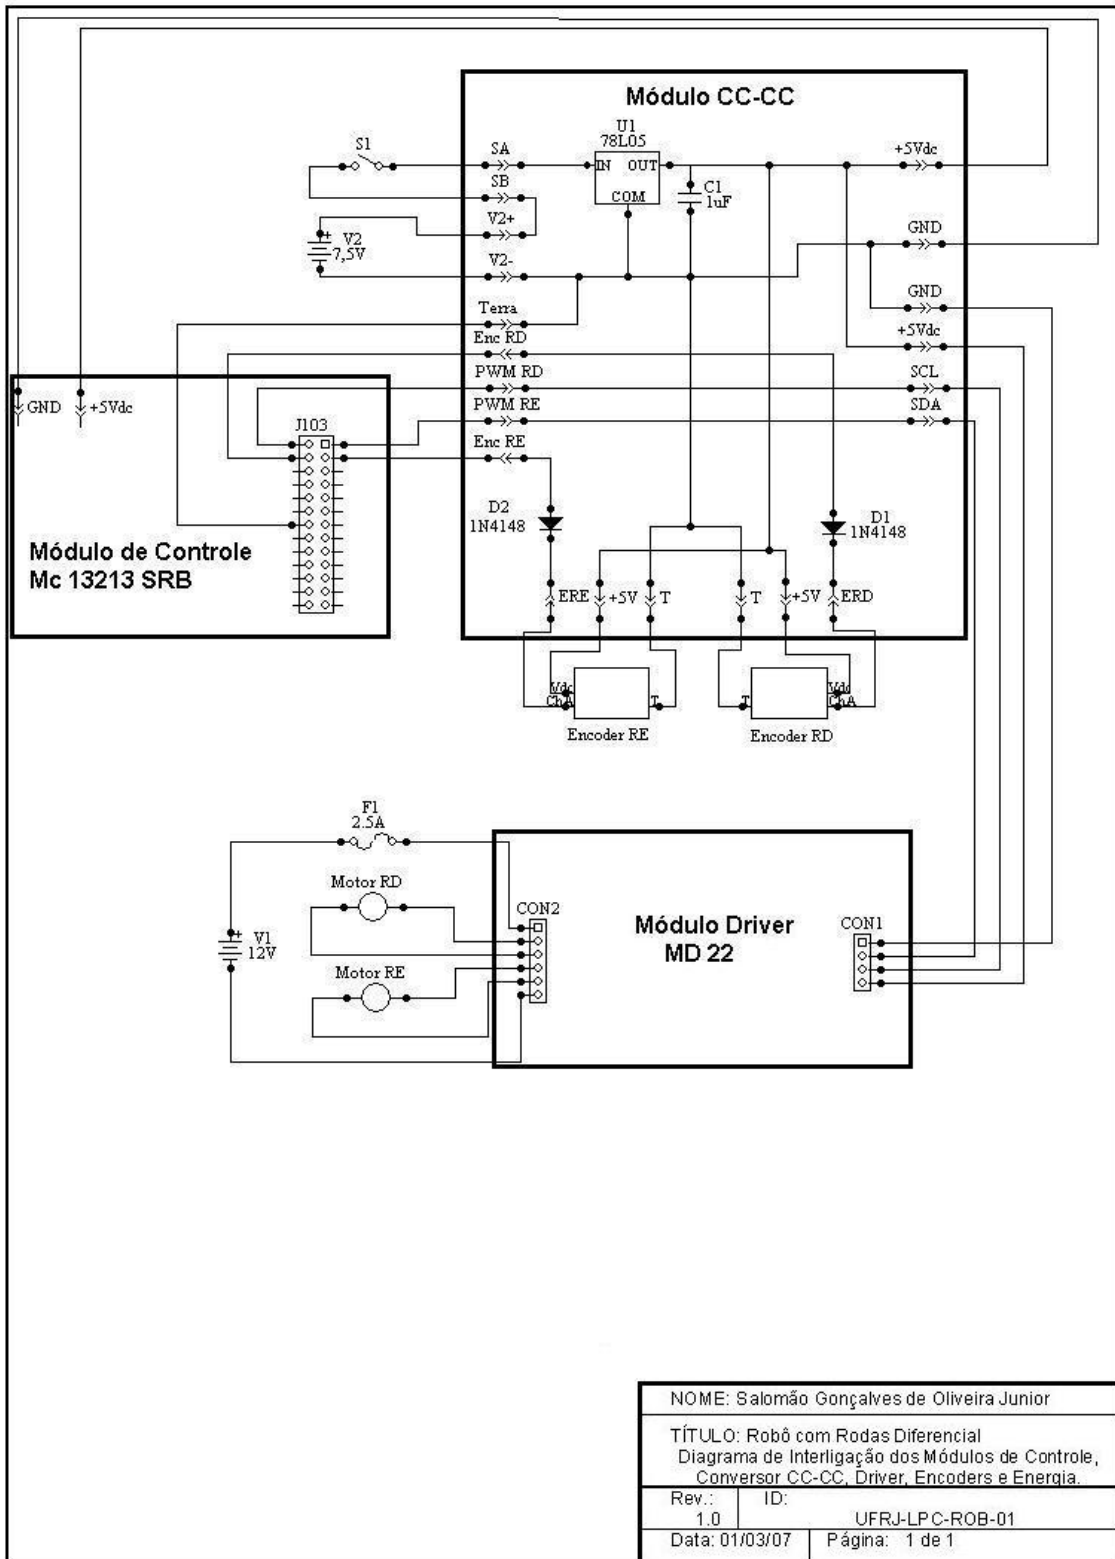 Módulo CC-CC
U1
78L05
IN OUT
COM
C1
1uF
S1
SA
SB
V2+
V2
7,5V
V2-
Terra
Enc RD
PWM RD
PWM RE
Enc RE
+5Vdc
GND
GND
+5Vdc
SCL
SDA
GND
+5Vdc
J103
Módulo de Controle
Mc 13213 SRB
D2
1N4148
D1
1N4148
ERE
+5V
T
T
+5V
ERD
Vdc
ChA
T
Encoder RE
T
Vdc
ChA
Encoder RD
F1
2.5A
Motor RD
V1
12V
Motor RE
CON2
Módulo Driver
MD 22
CON1
NOME: Salomão Gonçalves de Oliveira Junior
TÍTULO: Robô com Rodas Diferencial
Diagrama de Interligação dos Módulos de Controle,
Conversor CC-CC, Driver, Encoders e Energia.
Rev.: ID:
1.0 UFRJ-LPC-ROB-01
Data: 01/03/07 Página: 1 de 1